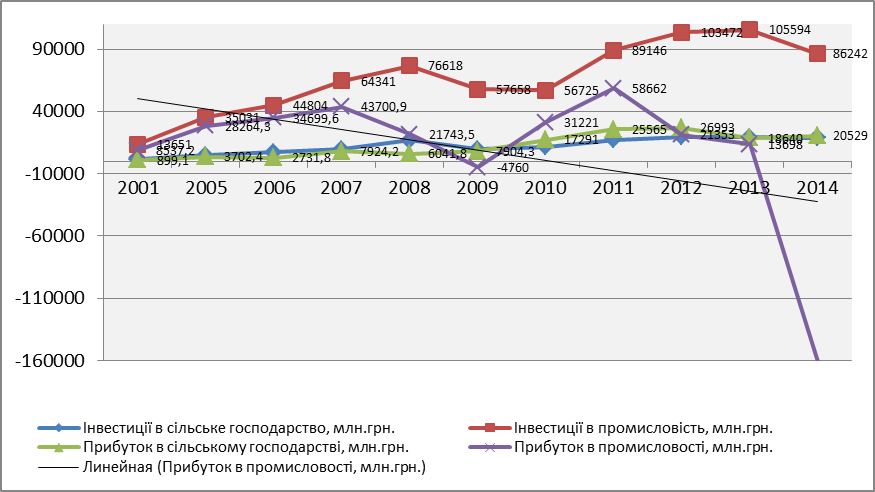 90000
40000
-10000
-60000
-110000
-160000
2001 2005 2006 2007 2008 2009 2010 2011 2012 2013 2014
13651 35031 44804 64341 76618 57658 56725 89146 103472 105594 86242
8537,2 28264,3 34699,6 43700,9 21743,5 -4760 31221 58662 21353 13698
899,1 3702,4 2731,8 7924,2 6041,8 7904,3 17291 25565 26993 18640 20529
Інвестиції в сільське господарство, млн.грн. Інвестиції в промисловість, млн.грн.
Прибуток в сільському господарстві, млн.грн. Прибуток в промисловості, млн.грн.
Линейная (Прибуток в промисловості, млн.грн.)